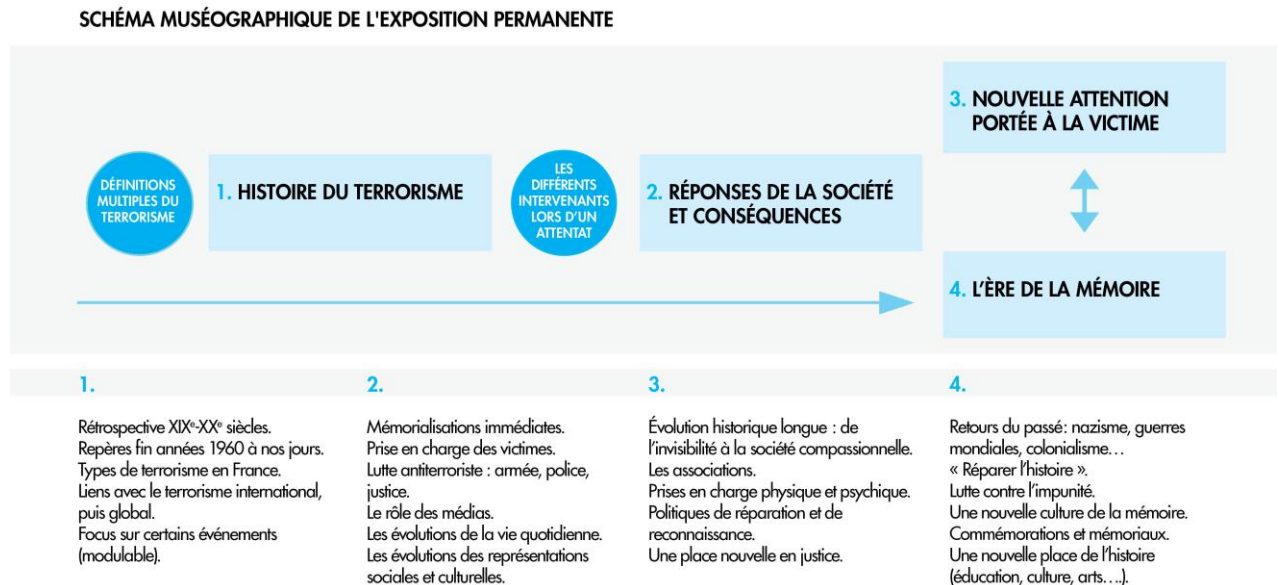 SCHÉMA MUSÉOGRAPHIQUE DE L'EXPOSITION PERMANENTE
DÉFINITIONS
MULTIPLES DU
TERRORISME
1. HISTOIRE DU TERRORISME
LES
DIFFÉRENTS
INTERVENANTS
LORS D'UN
ATTENTAT
2. RÉPONSES DE LA SOCIÉTÉ
ET CONSÉQUENCES
3. NOUVELLE ATTENTION
PORTÉE À LA VICTIME
4. L'ÈRE DE LA MÉMOIRE
1.
Rétrospective XIXe-XXe siècles.
Repères fin années 1960 à nos jours.
Types de terrorisme en France.
Liens avec le terrorisme international,
puis global.
Focus sur certains événements
(modulable).
2.
Mémorialisations immédiates.
Prise en charge des victimes.
Lutte antiterroriste : armée, police,
justice.
Le rôle des médias.
Les évolutions de la vie quotidienne.
Les évolutions des représentations
sociales et culturelles.
3.
Évolution historique longue : de
l'invisibilité à la société compassionnelle.
Les associations.
Prises en charge physique et psychique.
Politiques de réparation et de
reconnaissance.
Une place nouvelle en justice.
4.
Retours du passé: nazisme, guerres
mondiales, colonialisme…
« Réparer l'histoire ».
Lutte contre l'impunité.
Une nouvelle culture de la mémoire.
Commémorations et mémoriaux.
Une nouvelle place de l'histoire
(éducation, culture, arts….).